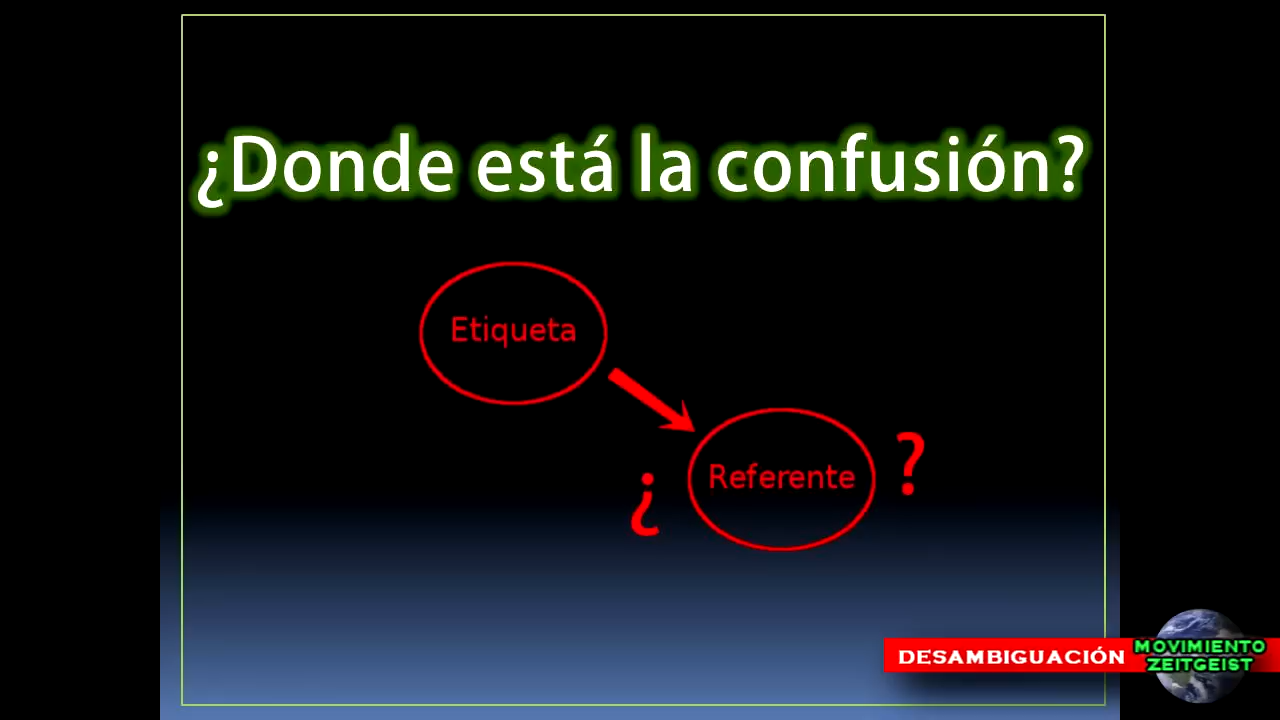 ¿Donde está la confusión?
Etiqueta
¿ Referente ?
DESAMBIGUACIÓN
MOVIMIENTO
ZEITGEIST